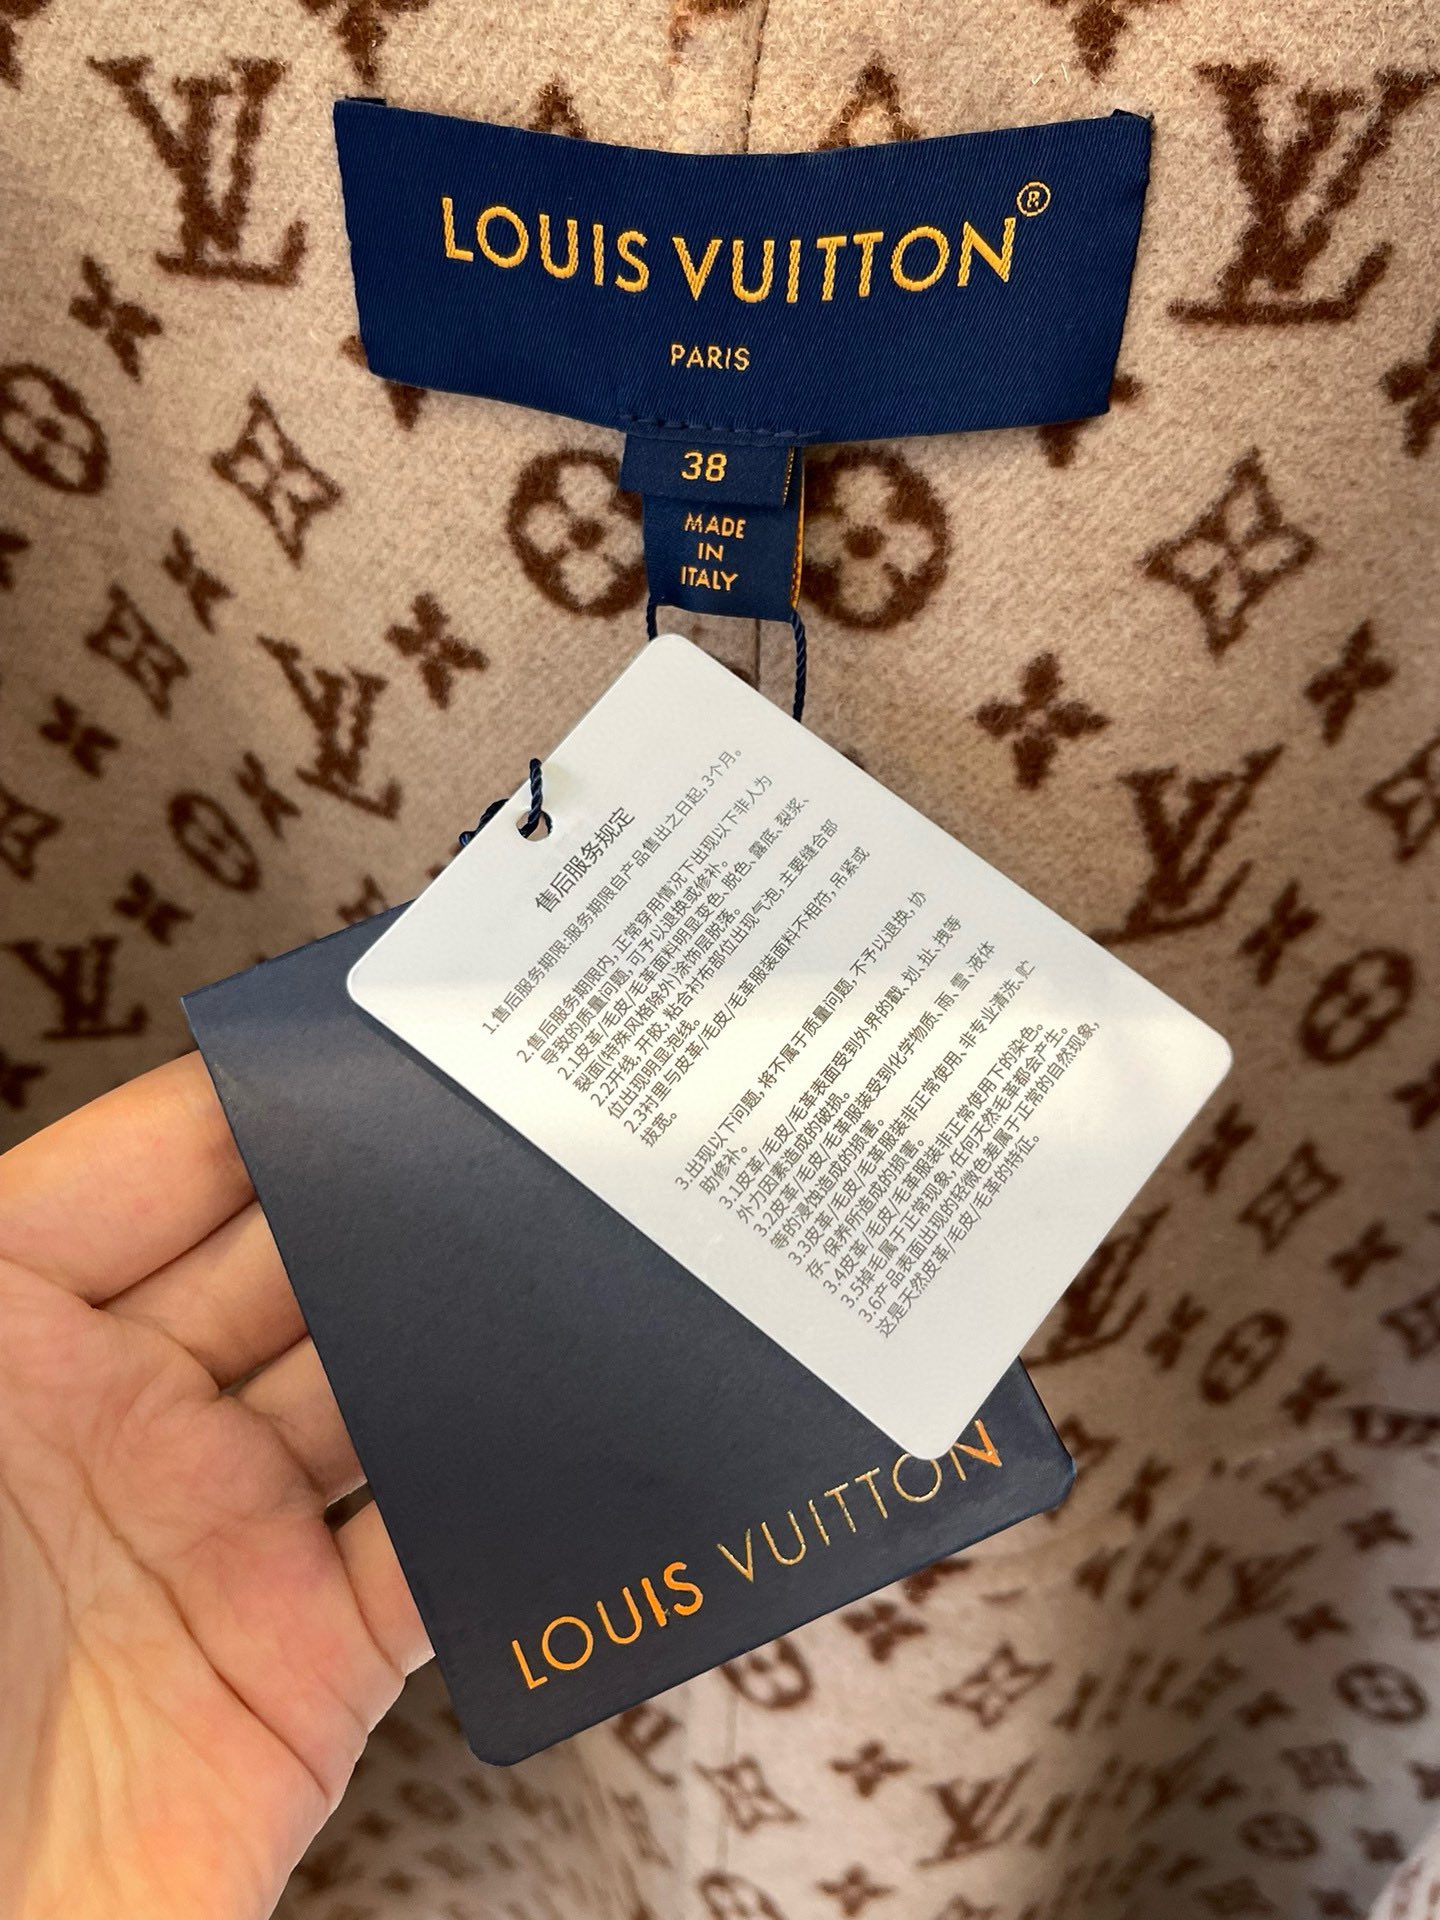 LOUIS VUITTON®
PARIS
38
MADE
IN
ITALY
售后服务规定
1.售后服务期限:服务期限自产品售出之日起, 3个月。
2.售后服务期限内, 正常穿用情况下出现以下非人为
导致的质量问题, 可予以退换或修补。
2.1皮革/毛皮/毛革面料明显变色、脱色、露底、裂浆、
裂面(特殊风格除外)涂饰层脱落。
2.2开线, 开胶, 粘合衬布部位出现气泡, 主要缝合部
位出现明显泡线。
2.3衬里与皮革/毛皮/毛革服装面料不相符, 吊紧或
拔宽。
3.出现以下问题, 将不属于质量问题, 不予以退换, 协
助修补。
3.1皮革/毛皮/毛革表面受到外界的戳、划、扯、拽等
外力因素造成的破损。
3.2皮革/毛皮/毛革服装受到化学物质、雨、雪、液体
等的浸蚀造成的损害。
3.3皮革/毛皮/毛革服装非正常使用、非专业清洗、贮
存、保养所造成的损害。
3.4皮革/毛皮/毛革服装非正常使用下的染色。
3.5掉毛属于正常现象, 任何天然毛革都会产生。
3.6产品表面出现的轻微色差属于正常的自然现象,
这是天然皮革/毛皮/毛革的特征。
LOUIS VUITTON